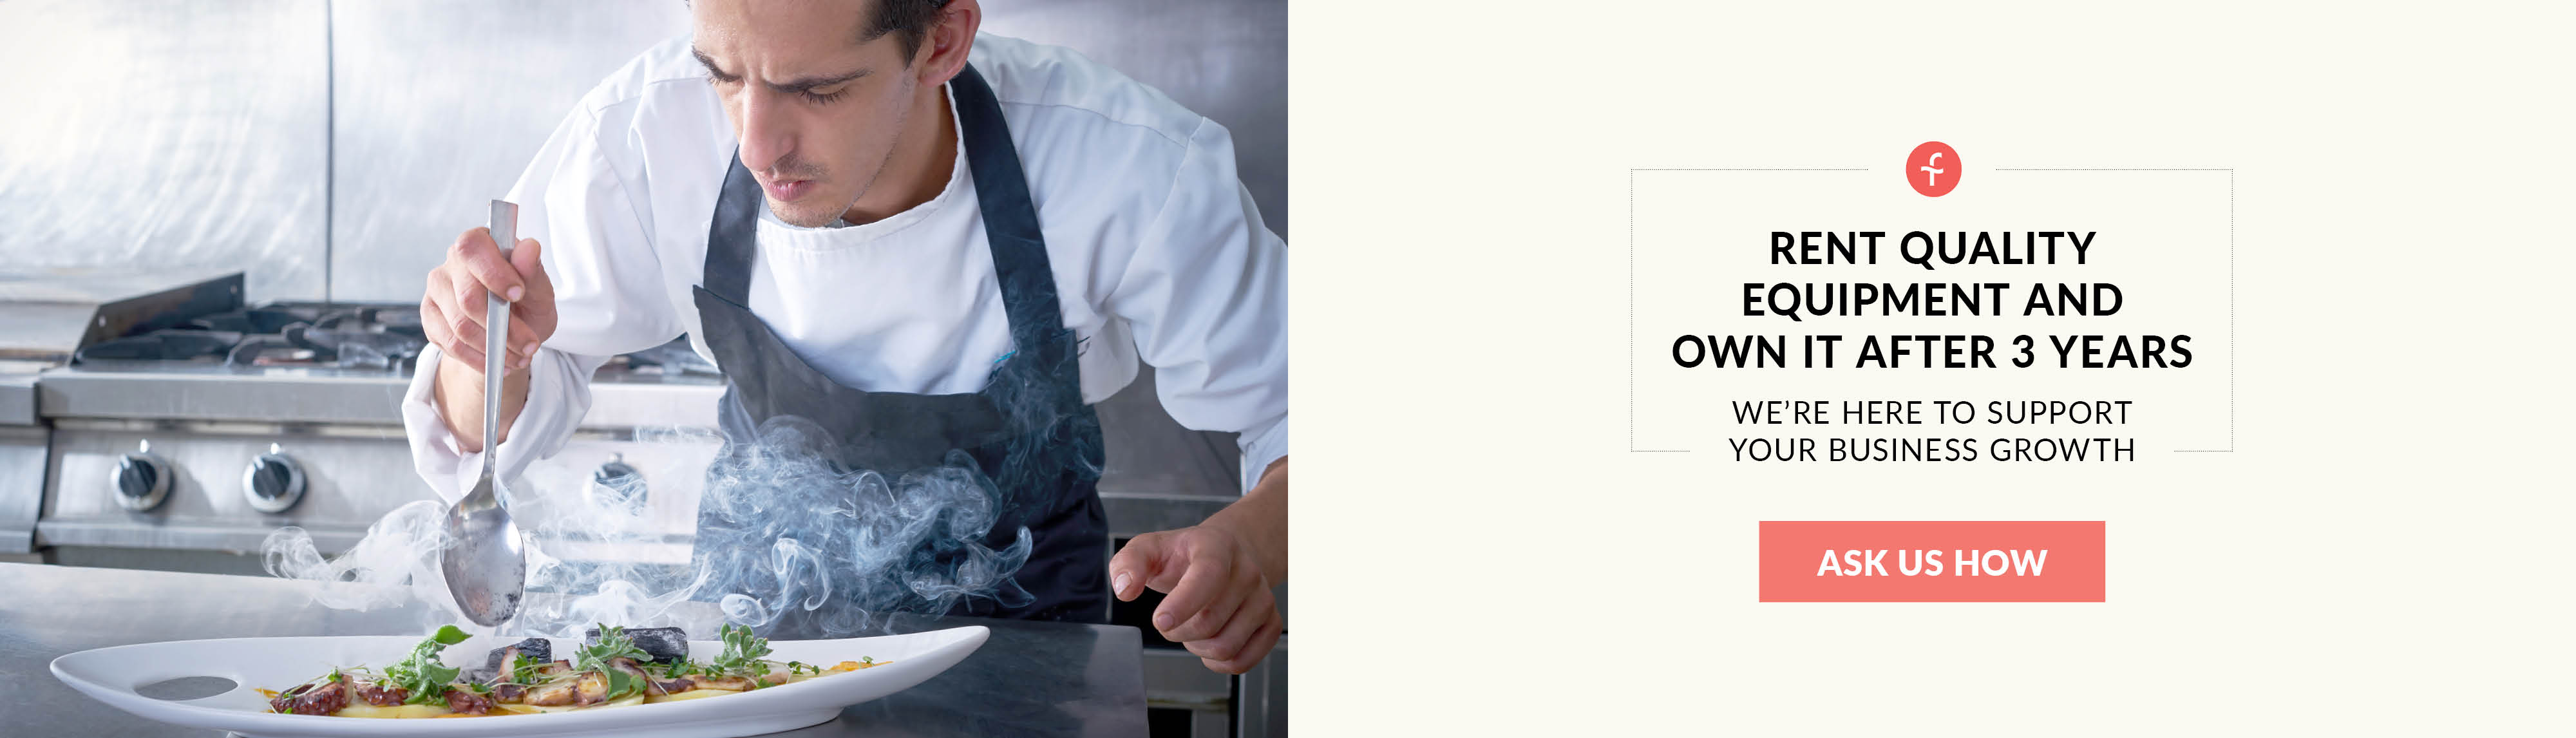 RENT QUALITY
EQUIPMENT AND
OWN IT AFTER 3 YEARS
WE’RE HERE TO SUPPORT
YOUR BUSINESS GROWTH
ASK US HOW